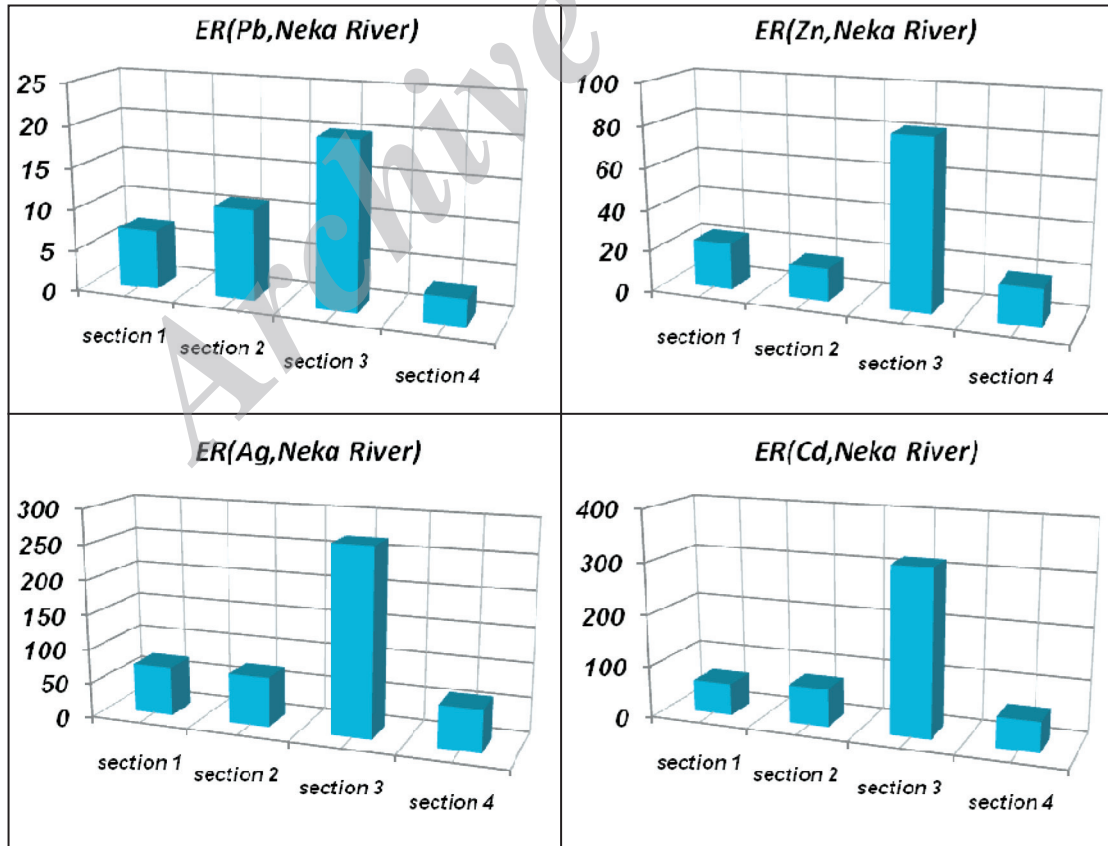 ER(Pb,Neka River)
25
20
15
10
5
0
section 1
section 2
section 3
section 4
ER(Zn,Neka River)
100
80
60
40
20
0
section 1
section 2
section 3
section 4
ER(Ag,Neka River)
300
250
200
150
100
50
0
section 1
section 2
section 3
section 4
ER(Cd,Neka River)
400
300
200
100
0
section 1
section 2
section 3
section 4
Archive